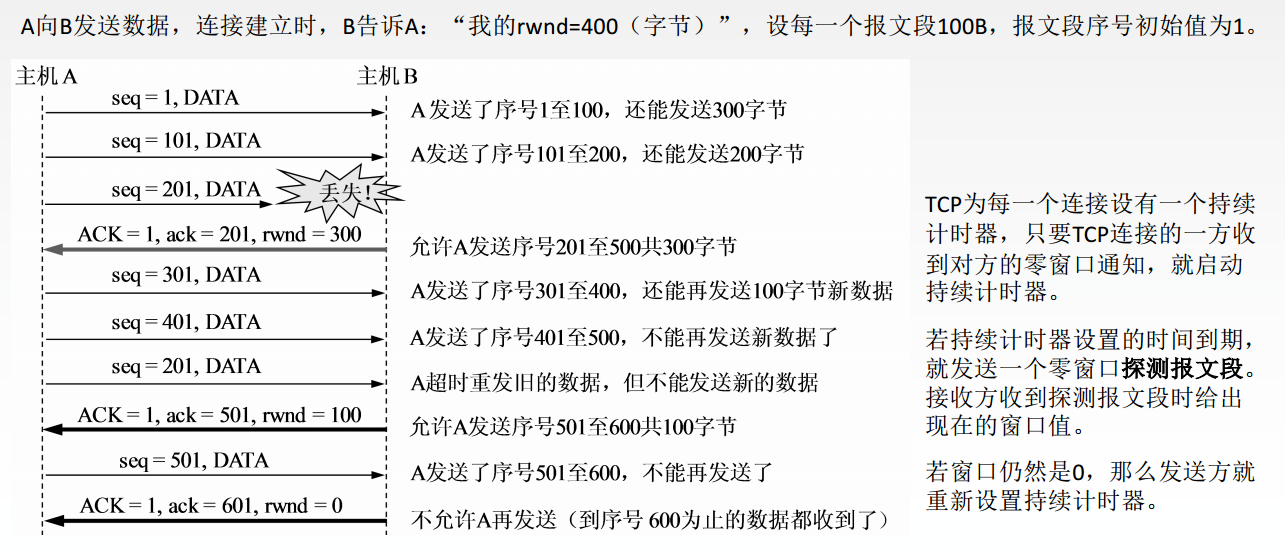 A向B发送数据，连接建立时，B告诉A：“我的rwnd=400（字节）”，设每一个报文段100B，报文段序号初始值为1。
主机 A 主机 B
seq = 1, DATA
A 发送了序号1至100，还能发送300字节
seq = 101, DATA
A发送了序号101至200，还能发送200字节
seq = 201, DATA
丢失！
ACK = 1, ack = 201, rwnd = 300
允许A发送序号201至500共300字节
seq = 301, DATA
A发送了序号301至400，还能再发送100字节新数据
seq = 401, DATA
A发送了序号401至500，不能再发送新数据了
seq = 201, DATA
A超时重发旧的数据，但不能发送新的数据
ACK = 1, ack = 501, rwnd = 100
允许A发送序号501至600共100字节
seq = 501, DATA
A发送了序号501至600，不能再发送了
ACK = 1, ack = 601, rwnd = 0
不允许A再发送（到序号 600为止的数据都收到了）
TCP为每一个连接设有一个持续
计时器，只要TCP连接的一方收
到对方的零窗口通知，就启动
持续计时器。
若持续计时器设置的时间到期，
就发送一个零窗口探测报文段。
接收方收到探测报文段时给出
现在的窗口值。
若窗口仍然是0，那么发送方就
重新设置持续计时器。